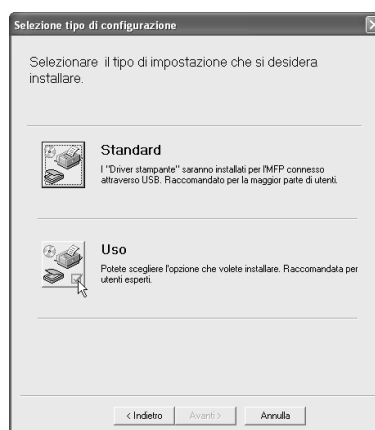 Selezione tipo di configurazione
Selezionare il tipo di impostazione che si desidera
installare.
Standard
I "Driver stampante" saranno installati per l'MFP connesso
attraverso USB. Raccomandato per la maggior parte di utenti.
Uso
Potete scegliere l'opzione che volete installare. Raccomandata per
utenti esperti.
< Indietro
Avanti >
Annulla